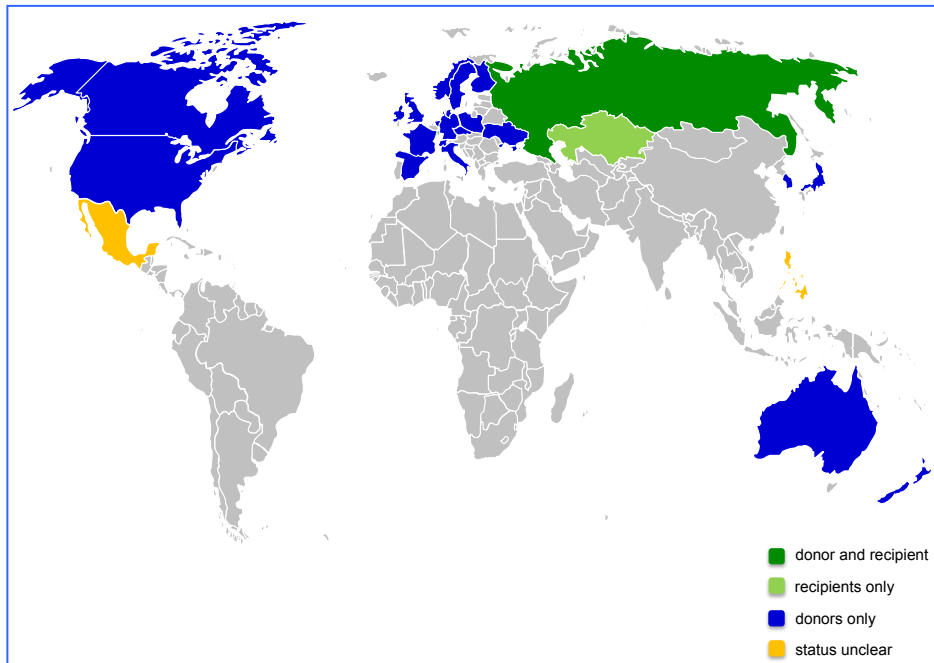 donor and recipient
recipients only
donors only
status unclear